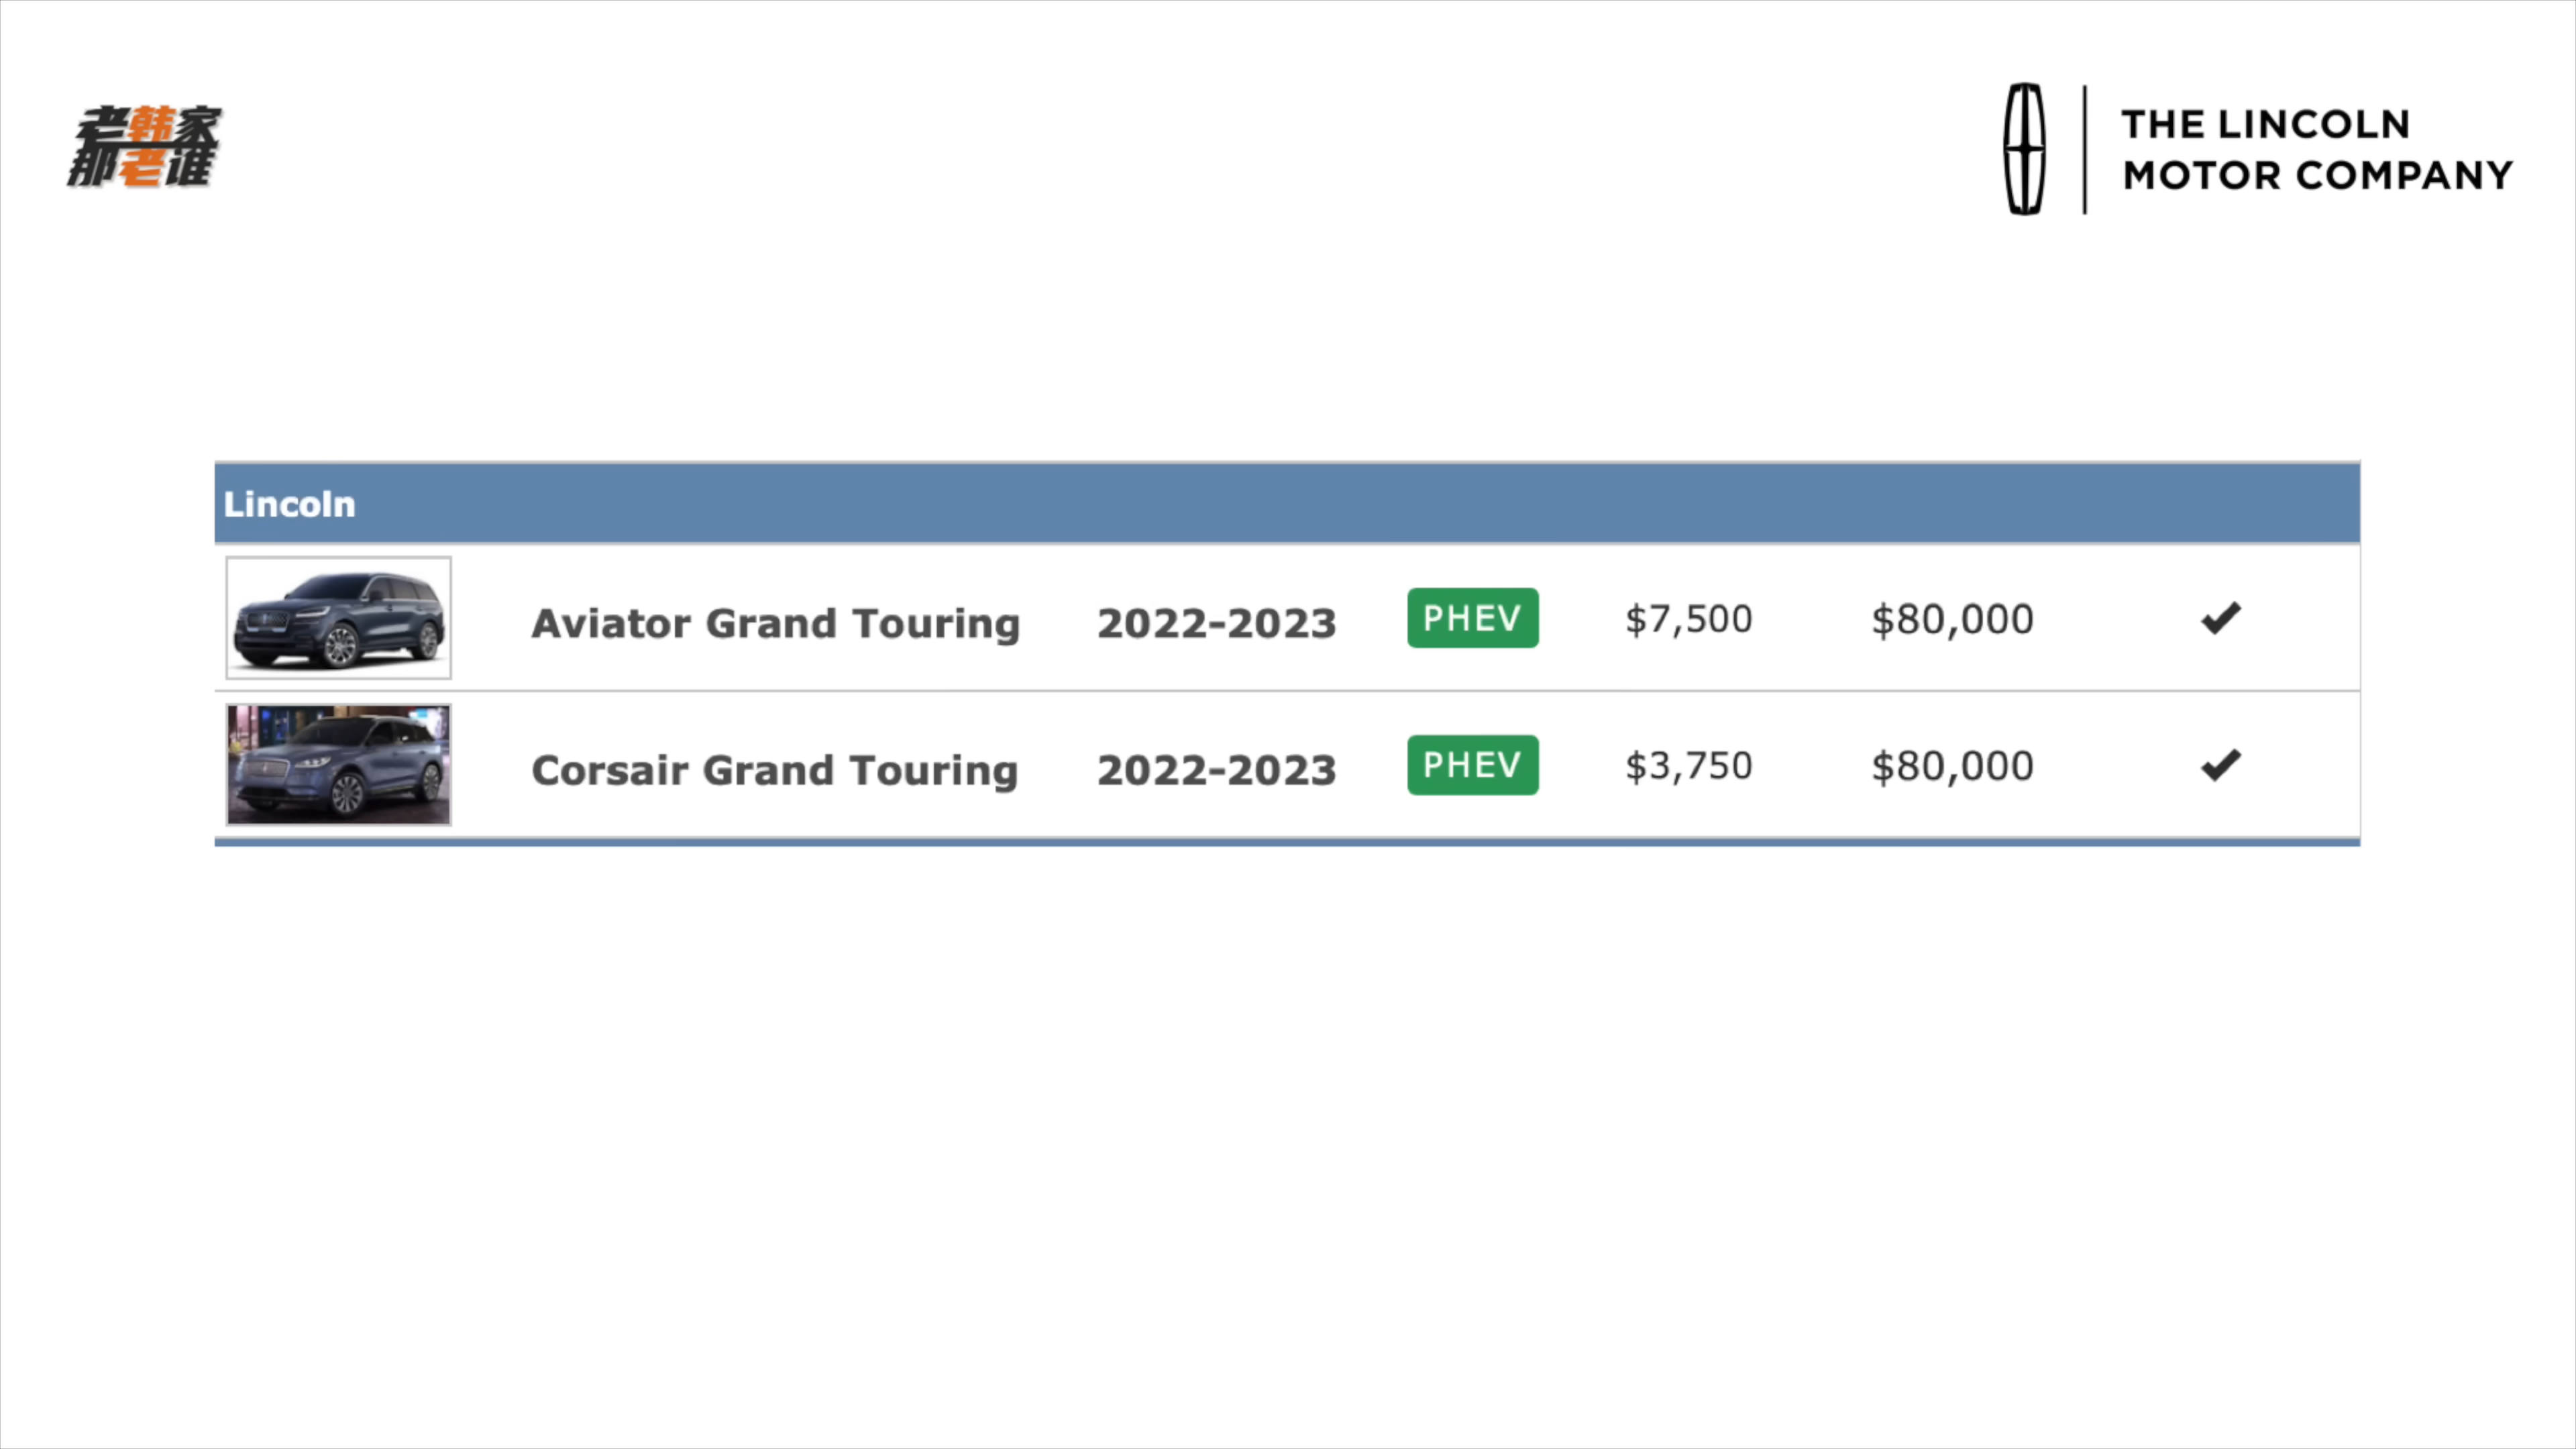 老韩家
那老谁
THE LINCOLN
MOTOR COMPANY
Lincoln
Aviator Grand Touring 2022-2023 PHEV $7,500 $80,000 ✔
Corsair Grand Touring 2022-2023 PHEV $3,750 $80,000 ✔